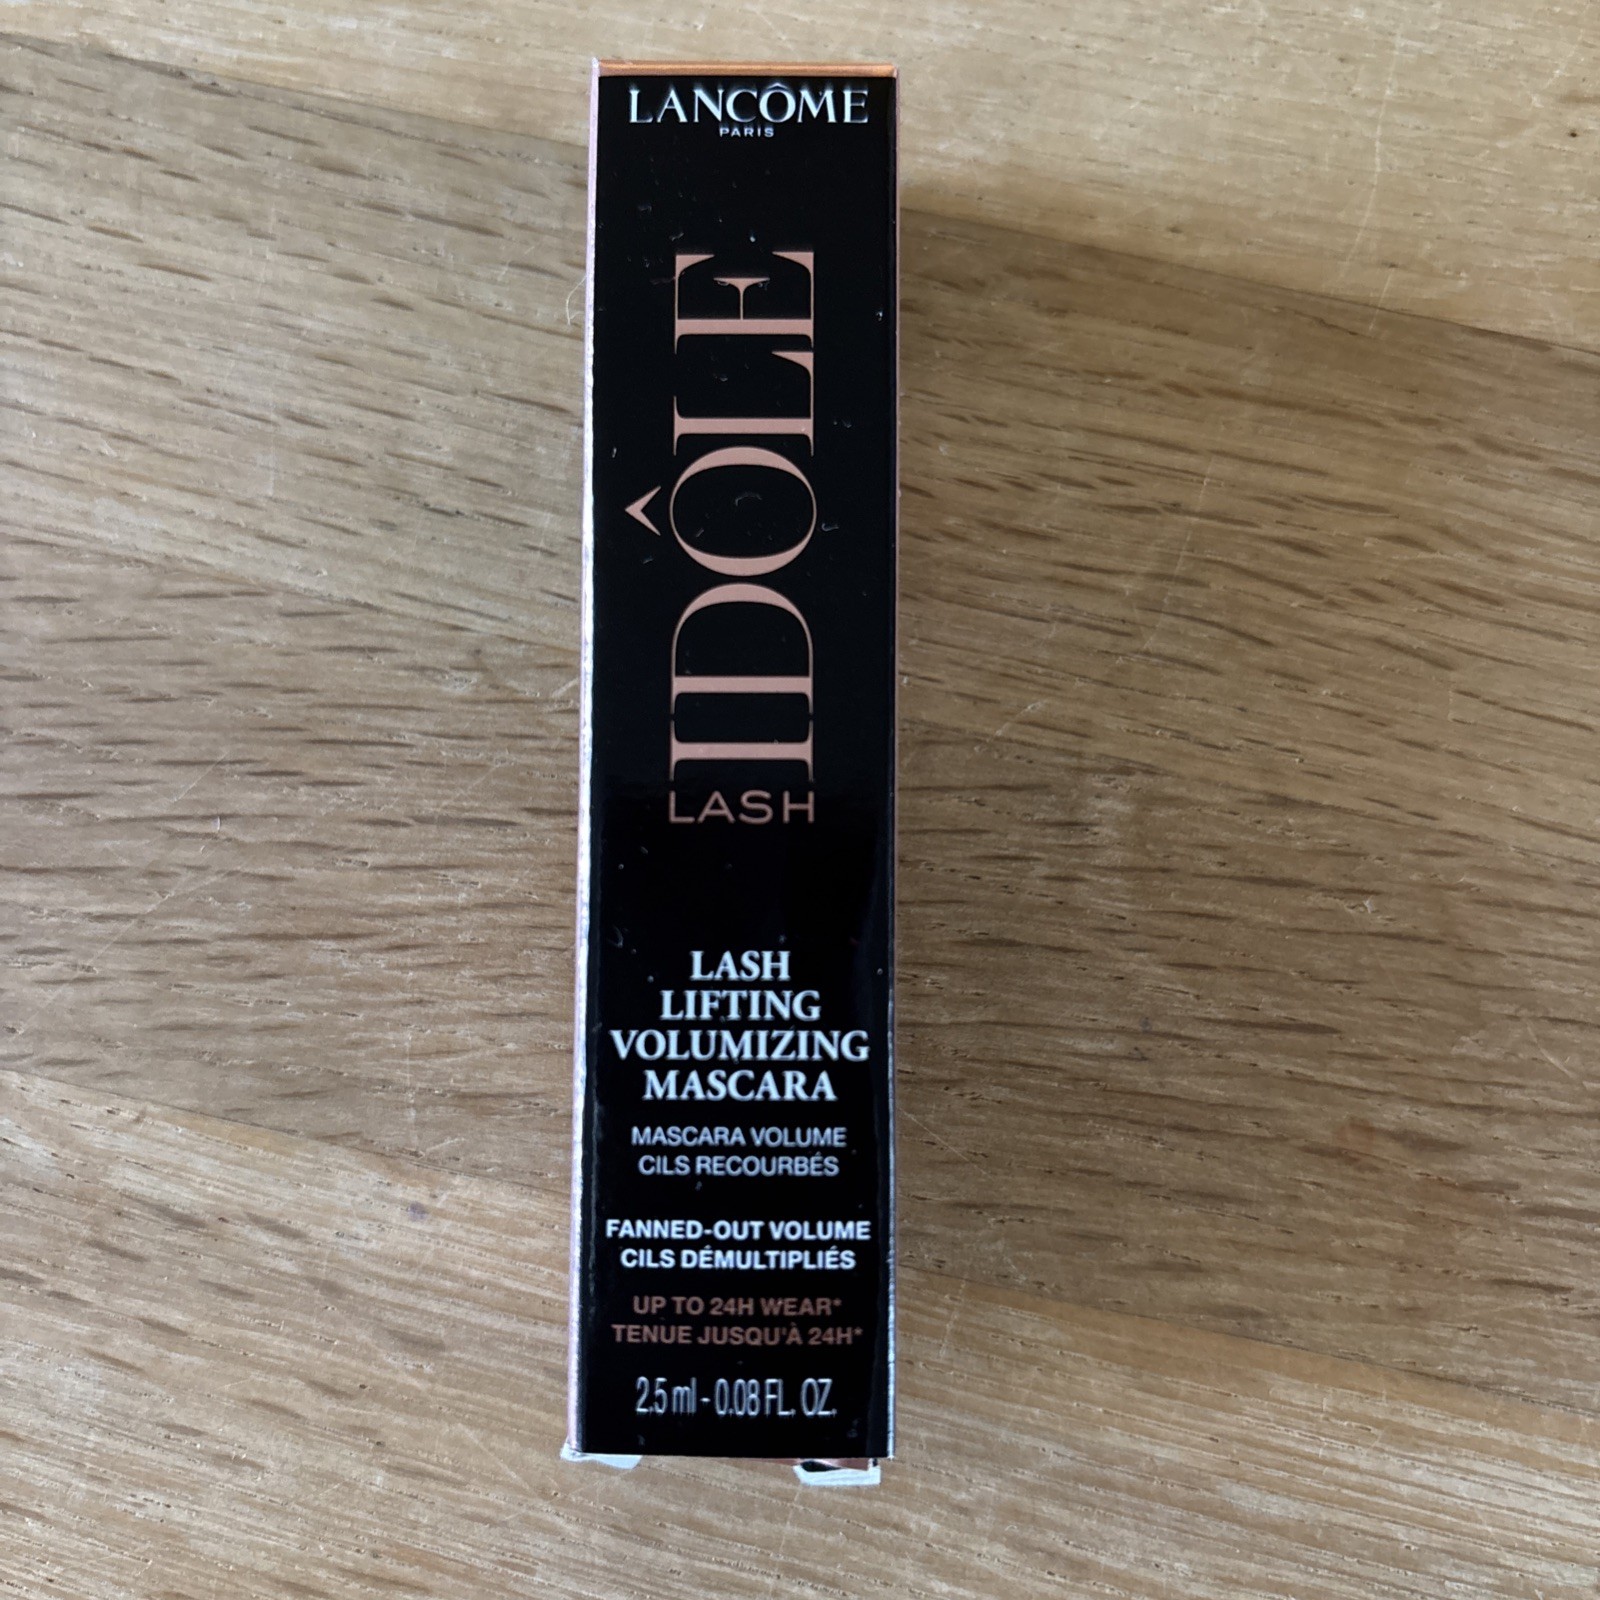 LANCÔME
PARIS
IDÔLE
LASH
LASH
LIFTING
VOLUMIZING
MASCARA
MASCARA VOLUME
CILS RECOURBÉS
FANNED-OUT VOLUME
CILS DÉMULTIPLIÉS
UP TO 24H WEAR*
TENUE JUSQU'À 24H*
2.5 ml - 0.08 FL. OZ.